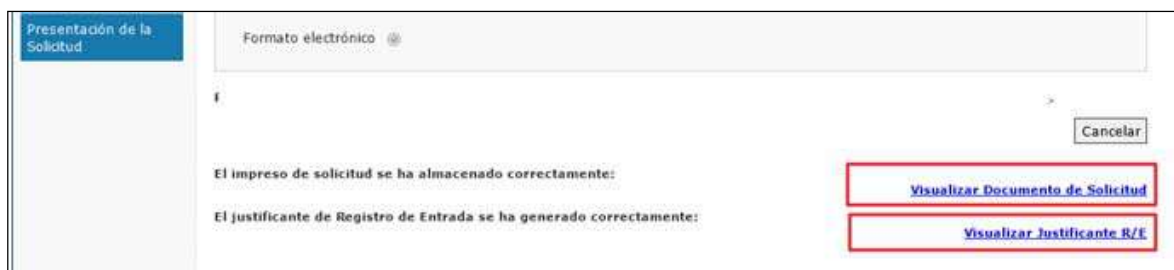 Presentación de la
Solicitud
Formato electrónico
Cancelar
El impreso de solicitud se ha almacenado correctamente:
Visualizar Documento de Solicitud
El justificante de Registro de Entrada se ha generado correctamente:
Visualizar Justificante R/E